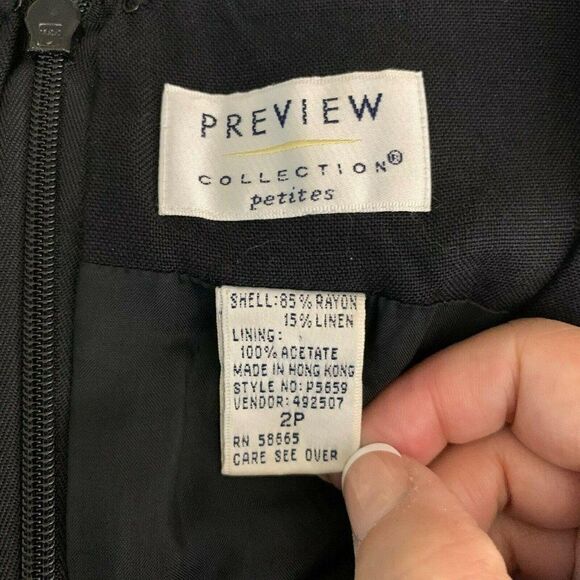 PREVIEW
COLLECTION®
petites
SHELL: 85% RAYON
15% LINEN
LINING:
100% ACETATE
MADE IN HONG KONG
STYLE NO: P5659
VENDOR: 492507
2P
RN 58665
CARE SEE OVER